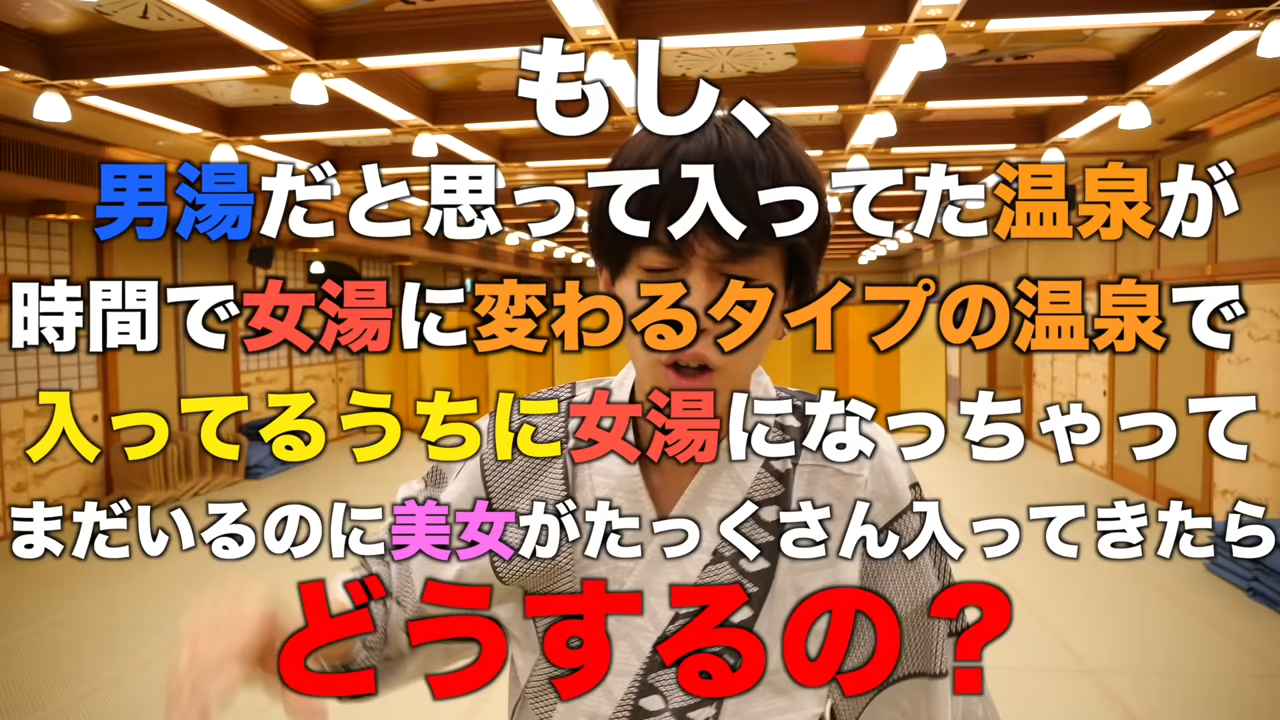 もし、
男湯だと思って入ってた温泉が
時間で女湯に変わるタイプの温泉で
入ってるうちに女湯になっちゃって
まだいるのに美女がたっくさん入ってきたら
どうするの?